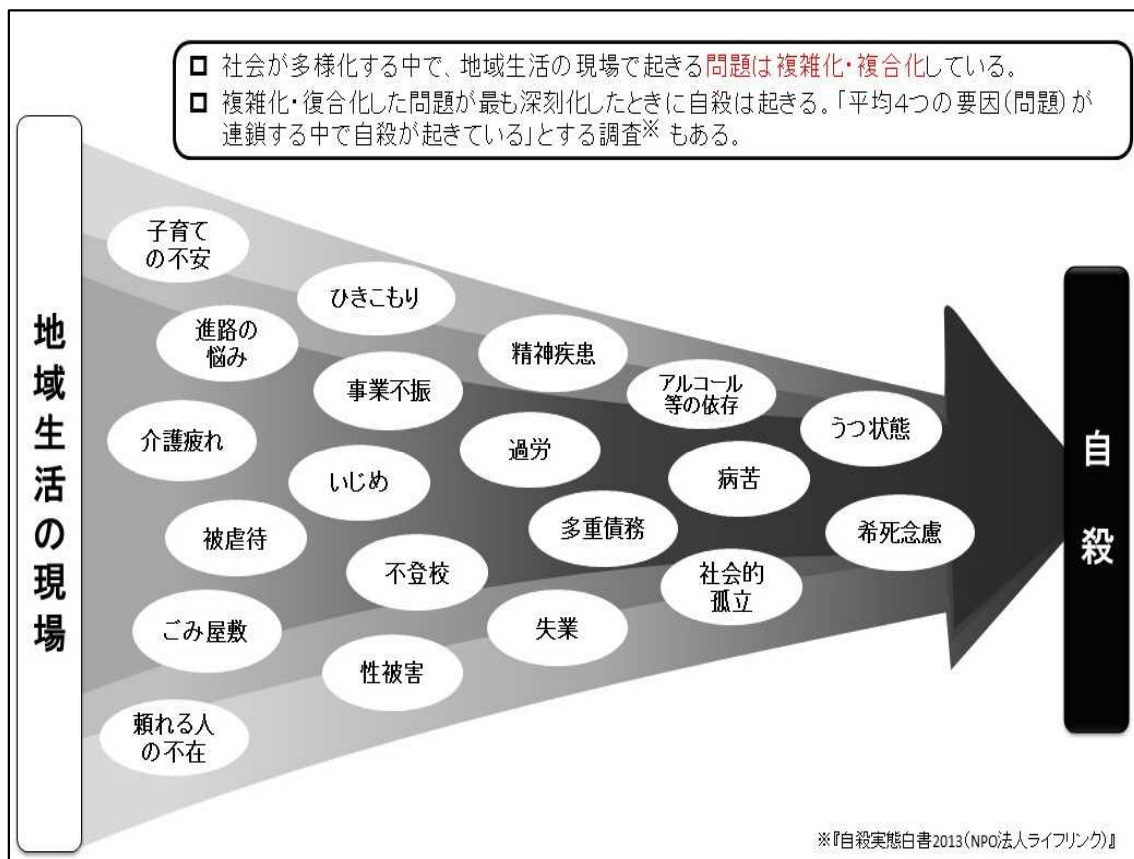 □ 社会が多様化する中で、地域生活の現場で起きる問題は複雑化・複合化している。
□ 複雑化・復合化した問題が最も深刻化したときに自殺は起きる。「平均4つの要因(問題)が
連鎖する中で自殺が起きている」とする調査※ もある。
地域生活の現場
子育て
の不安
ひきこもり
進路の
悩み
精神疾患
事業不振
アルコール
等の依存
うつ状態
介護疲れ
過労
いじめ
病苦
被虐待
多重債務
希死念慮
不登校
社会的
孤立
ごみ屋敷
失業
性被害
頼れる人
の不在
自殺
※『自殺実態白書2013(NPO法人ライフリンク)』